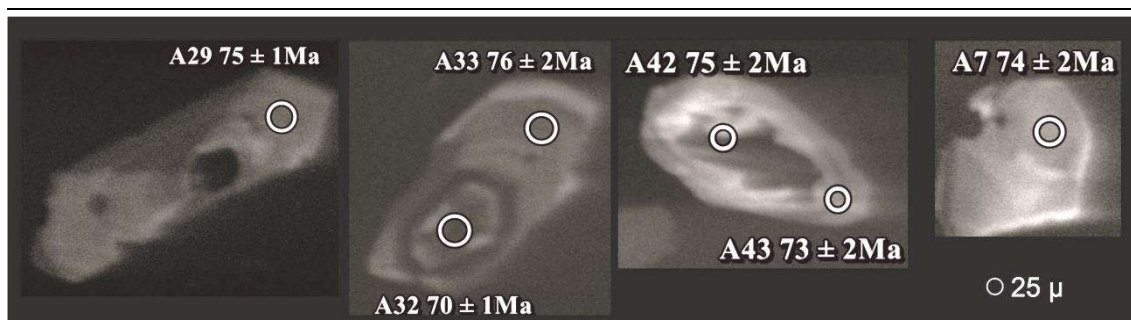 A29 75 ± 1Ma
A33 76 ± 2Ma
A32 70 ± 1Ma
A42 75 ± 2Ma
A43 73 ± 2Ma
A7 74 ± 2Ma
25 µ